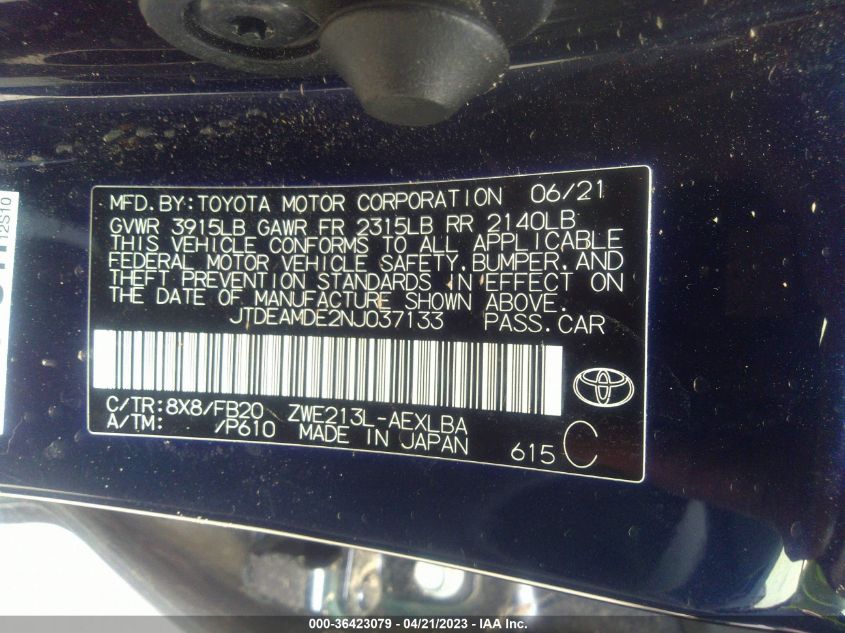 MFD.BY:TOYOTA MOTOR CORPORATION 06/21
GVWR 3915LB GAWR FR 2315LB RR 2140LB
THIS VEHICLE CONFORMS TO ALL APPLICABLE
FEDERAL MOTOR VEHICLE SAFETY,BUMPER,AND
THEFT PREVENTION STANDARDS IN EFFECT ON
THE DATE OF MANUFACTURE SHOWN ABOVE.
JTDEAMDE2NJ037133 PASS.CAR
C/TR:8X8/FB20 ZWE213L-AEXLBA
A/TM: /P610 MADE IN JAPAN 615 C
12S10
000-36423079 - 04/21/2023 - IAA Inc.